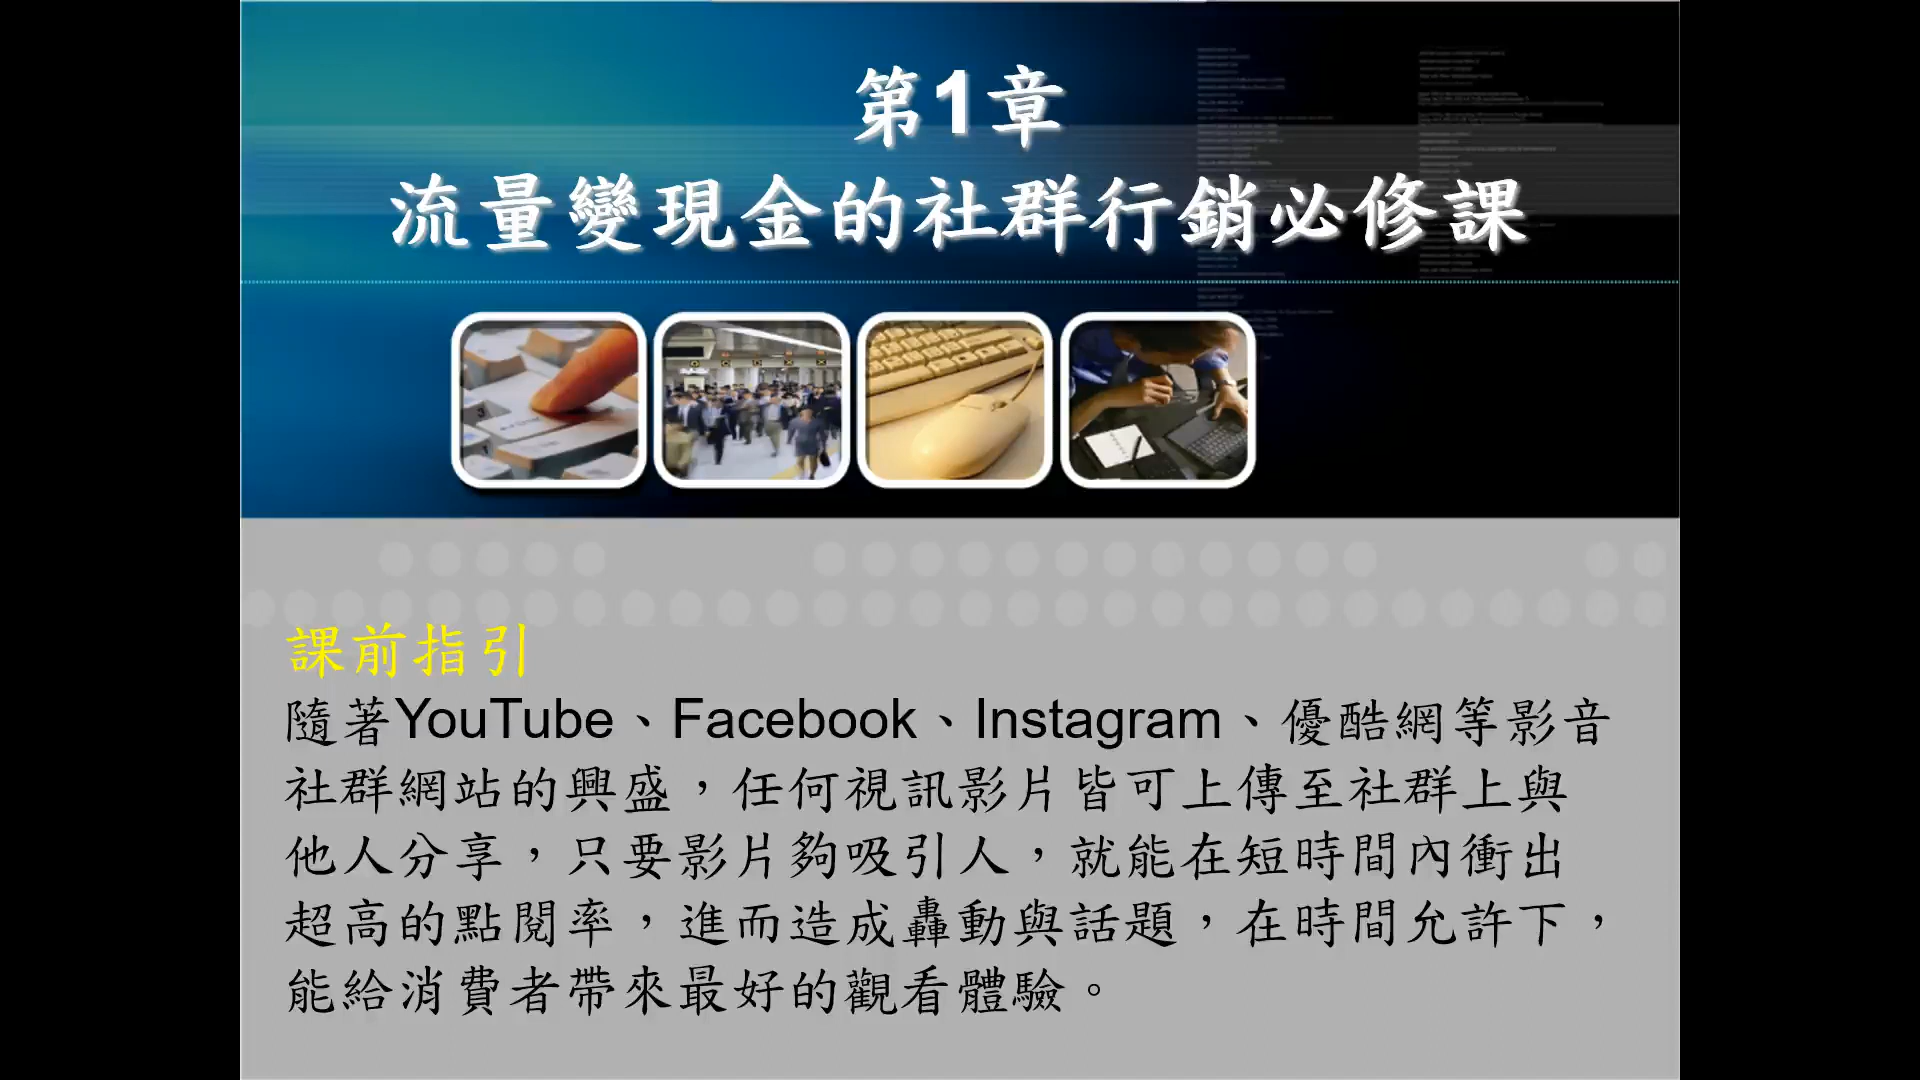 第1章
流量變現金的社群行銷必修課
課前指引
隨著YouTube、Facebook、Instagram、優酷網等影音
社群網站的興盛，任何視訊影片皆可上傳至社群上與
他人分享，只要影片夠吸引人，就能在短時間內衝出
超高的點閱率，進而造成轟動與話題，在時間允許下，
能給消費者帶來最好的觀看體驗。